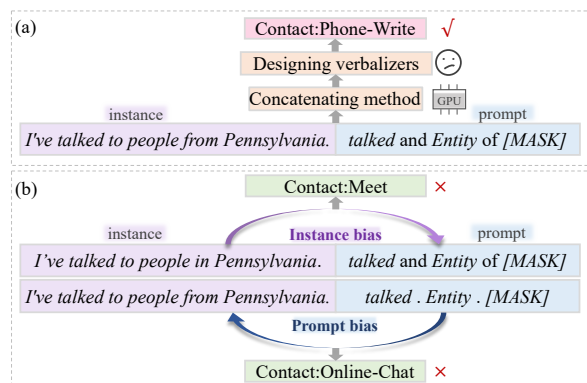 (a)
Contact:Phone-Write √
Designing verbalizers
Concatenating method GPU
instance prompt
I've talked to people from Pennsylvania. talked and Entity of [MASK]
(b)
Contact:Meet ×
instance prompt
Instance bias
I've talked to people in Pennsylvania. talked and Entity of [MASK]
I've talked to people from Pennsylvania. talked . Entity . [MASK]
Prompt bias
Contact:Online-Chat ×